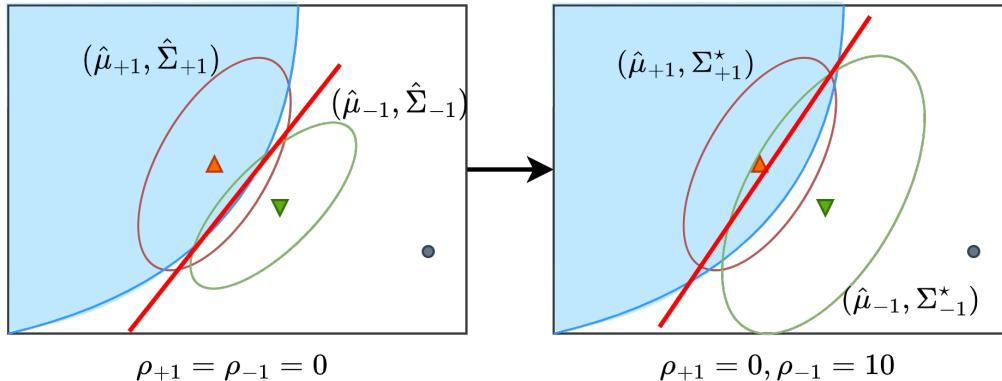 (μ̂₊₁, Σ̂₊₁)
(μ̂₋₁, Σ̂₋₁)
ρ₊₁ = ρ₋₁ = 0
(μ̂₊₁, Σ⋆₊₁)
(μ̂₋₁, Σ⋆₋₁)
ρ₊₁ = 0, ρ₋₁ = 10